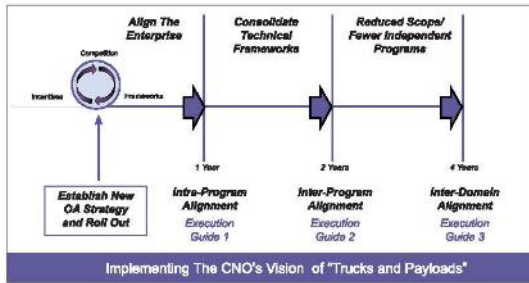 Align The
Enterprise
Consolidate
Technical
Frameworks
Reduced Scope/
Fewer Independent
Programs
Competition
Incentives
Frameworks
1 Year
2 Years
4 Years
Establish New
OA Strategy
and Roll Out
Intra-Program
Alignment
Execution
Guide 1
Inter-Program
Alignment
Execution
Guide 2
Inter-Domain
Alignment
Execution
Guide 3
Implementing The CNO's Vision of "Trucks and Payloads"